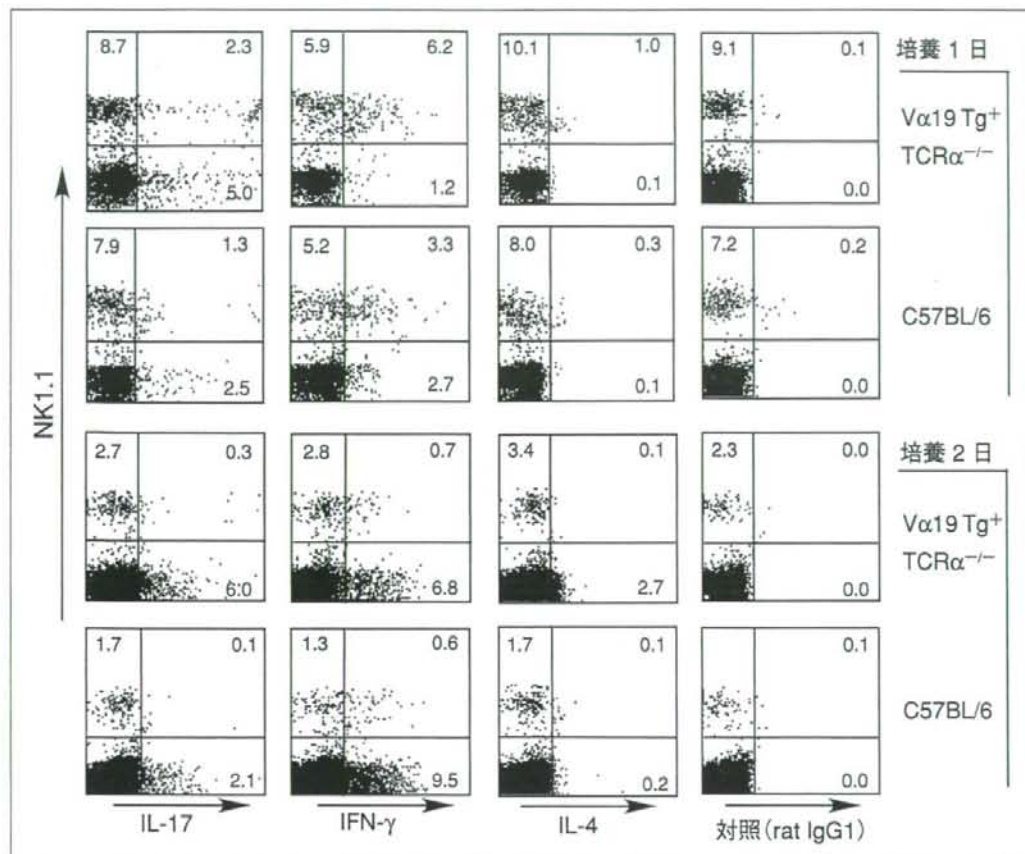 8.7 2.3 5.9 6.2 10.1 1.0 9.1 0.1 培養 1 日
Vα19 Tg+
TCRα−/−
5.0 1.2 0.1 0.0
7.9 1.3 5.2 3.3 8.0 0.3 7.2 0.2
C57BL/6
2.5 2.7 0.1 0.0
NK1.1
2.7 0.3 2.8 0.7 3.4 0.1 2.3 0.0 培養 2 日
Vα19 Tg+
TCRα−/−
6.0 6.8 2.7 0.0
1.7 0.1 1.3 0.6 1.7 0.1 0.1
C57BL/6
2.1 9.5 0.2 0.0
IL-17 IFN-γ IL-4 対照(rat IgG1)